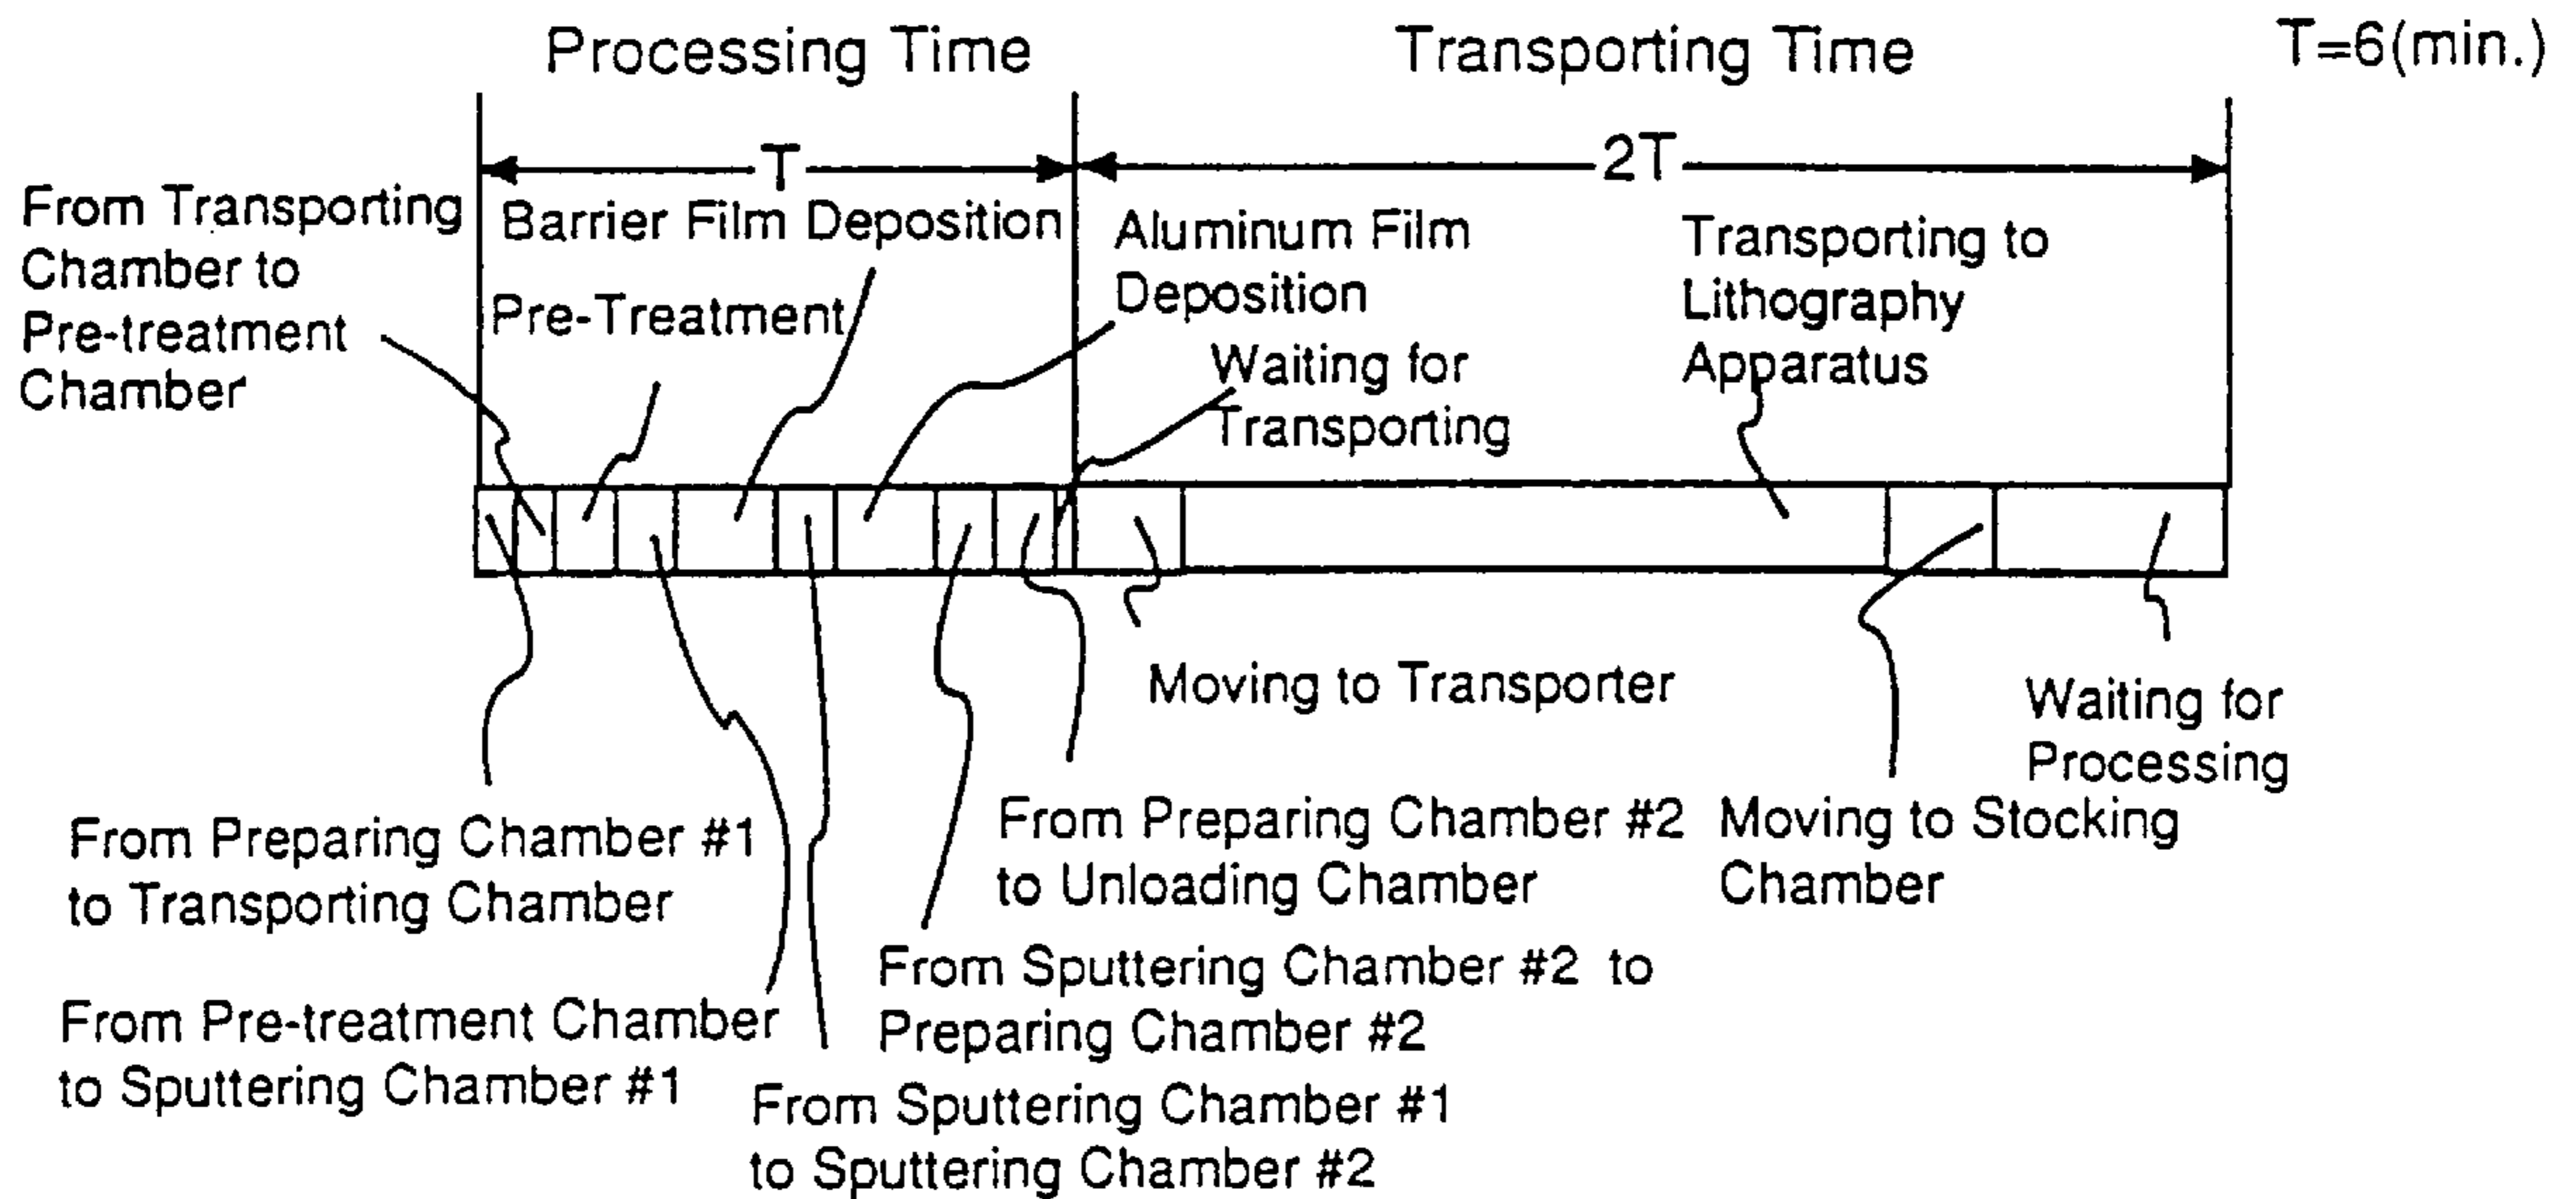 Processing Time
Transporting Time
T=6(min.)
T
2T
From Transporting
Chamber to
Pre-treatment
Chamber
Barrier Film Deposition
Pre-Treatment
Aluminum Film
Deposition
Waiting for
Transporting
Transporting to
Lithography
Apparatus
Moving to Transporter
Waiting for
Processing
From Preparing Chamber #1
to Transporting Chamber
From Preparing Chamber #2
to Unloading Chamber
Moving to Stocking
Chamber
From Pre-treatment Chamber
to Sputtering Chamber #1
From Sputtering Chamber #2 to
Preparing Chamber #2
From Sputtering Chamber #1
to Sputtering Chamber #2